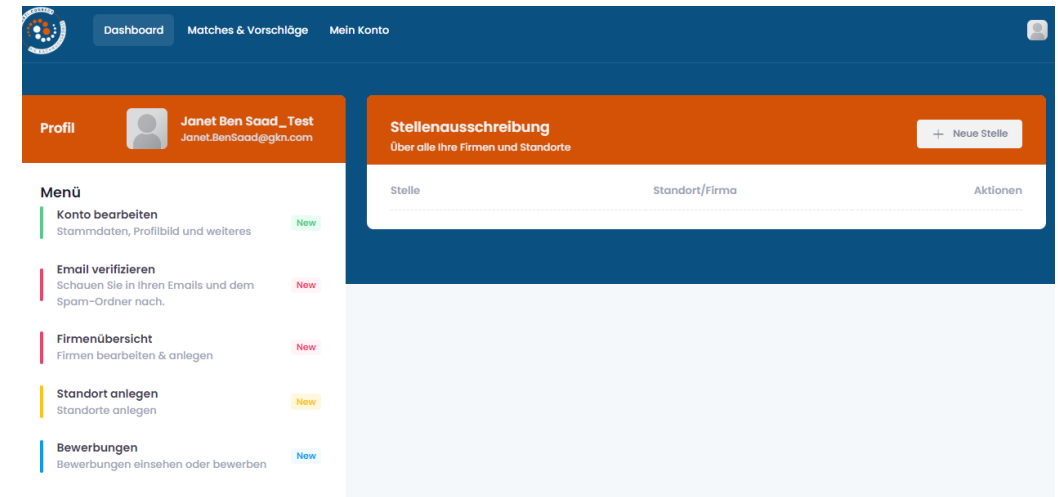 Dashboard Matches & Vorschläge Mein Konto
Profil
Janet Ben Saad_Test
Janet.BenSaad@gkn.com
Menü
Konto bearbeiten
Stammdaten, Profilbild und weiteres
New
Email verifizieren
Schauen Sie in Ihren Emails und dem
Spam-Ordner nach.
New
Firmenübersicht
Firmen bearbeiten & anlegen
New
Standort anlegen
Standorte anlegen
New
Bewerbungen
Bewerbungen einsehen oder bewerben
New
Stellenausschreibung
Über alle Ihre Firmen und Standorte
+ Neue Stelle
Stelle Standort/Firma Aktionen